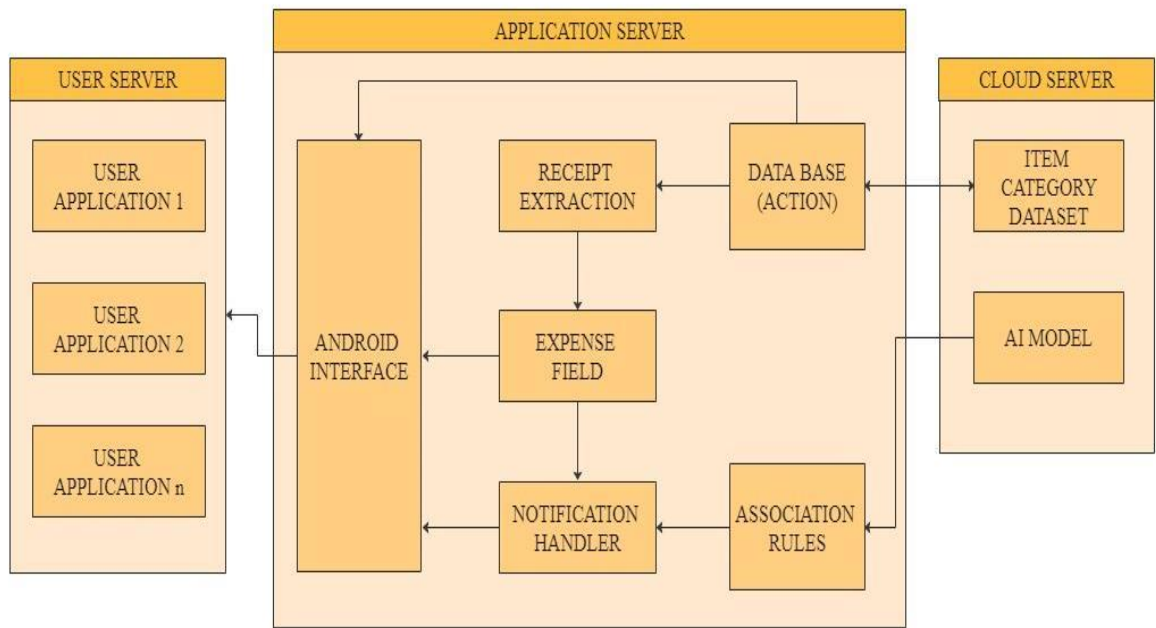 APPLICATION SERVER
USER SERVER
CLOUD SERVER
USER
APPLICATION 1
USER
APPLICATION 2
USER
APPLICATION n
ANDROID
INTERFACE
RECEIPT
EXTRACTION
EXPENSE
FIELD
NOTIFICATION
HANDLER
DATA BASE
(ACTION)
ASSOCIATION
RULES
ITEM
CATEGORY
DATASET
AI MODEL